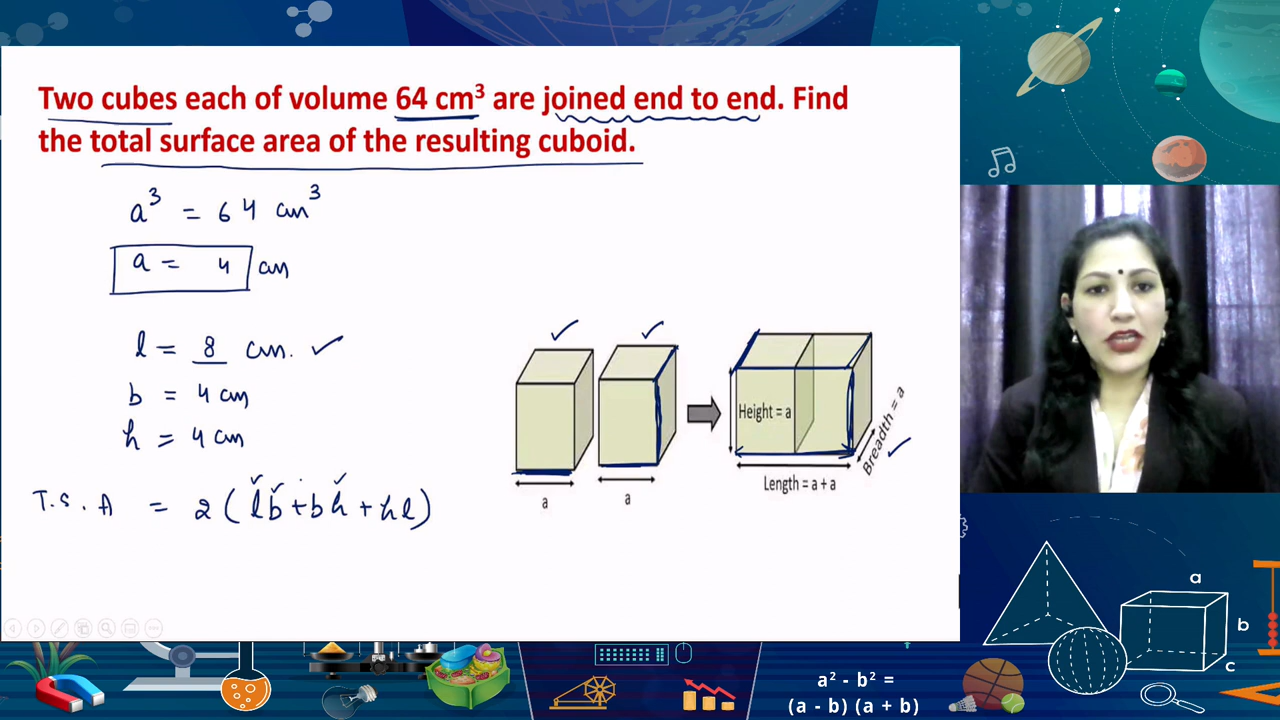 Two cubes each of volume 64 cm³ are joined end to end. Find
the total surface area of the resulting cuboid.
a³ = 64 cm³
a = 4 cm
l = 8 cm.
b = 4 cm
h = 4 cm
T.S.A = 2(lb+bh+hl)
a
a
Height = a
Length = a + a
Breadth = a
a
b
c
a² - b² =
(a - b) (a + b)